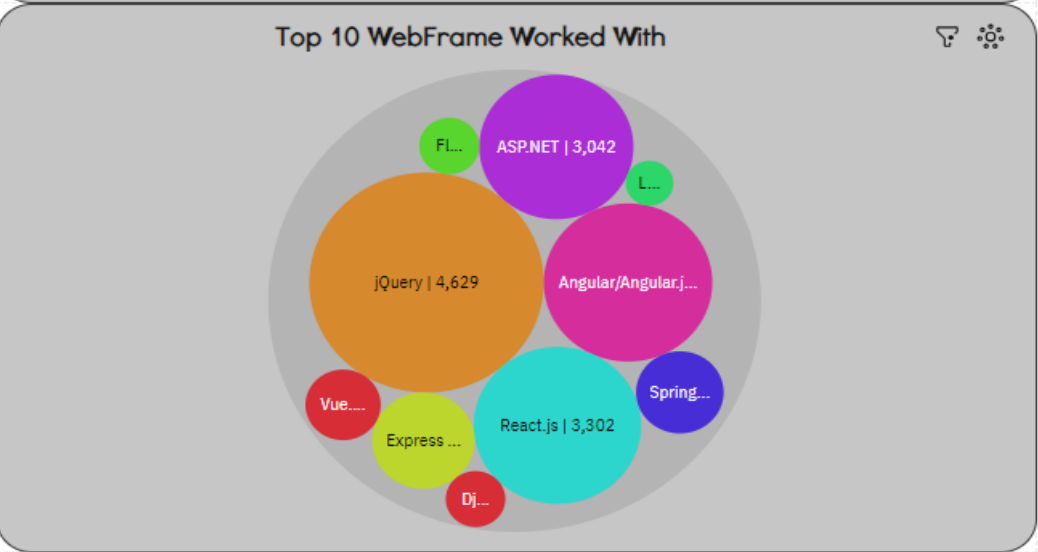 Top 10 WebFrame Worked With
Fl...
ASP.NET | 3,042
L...
jQuery | 4,629
Angular/Angular.j...
Spring...
Vue....
Express ...
React.js | 3,302
Dj...